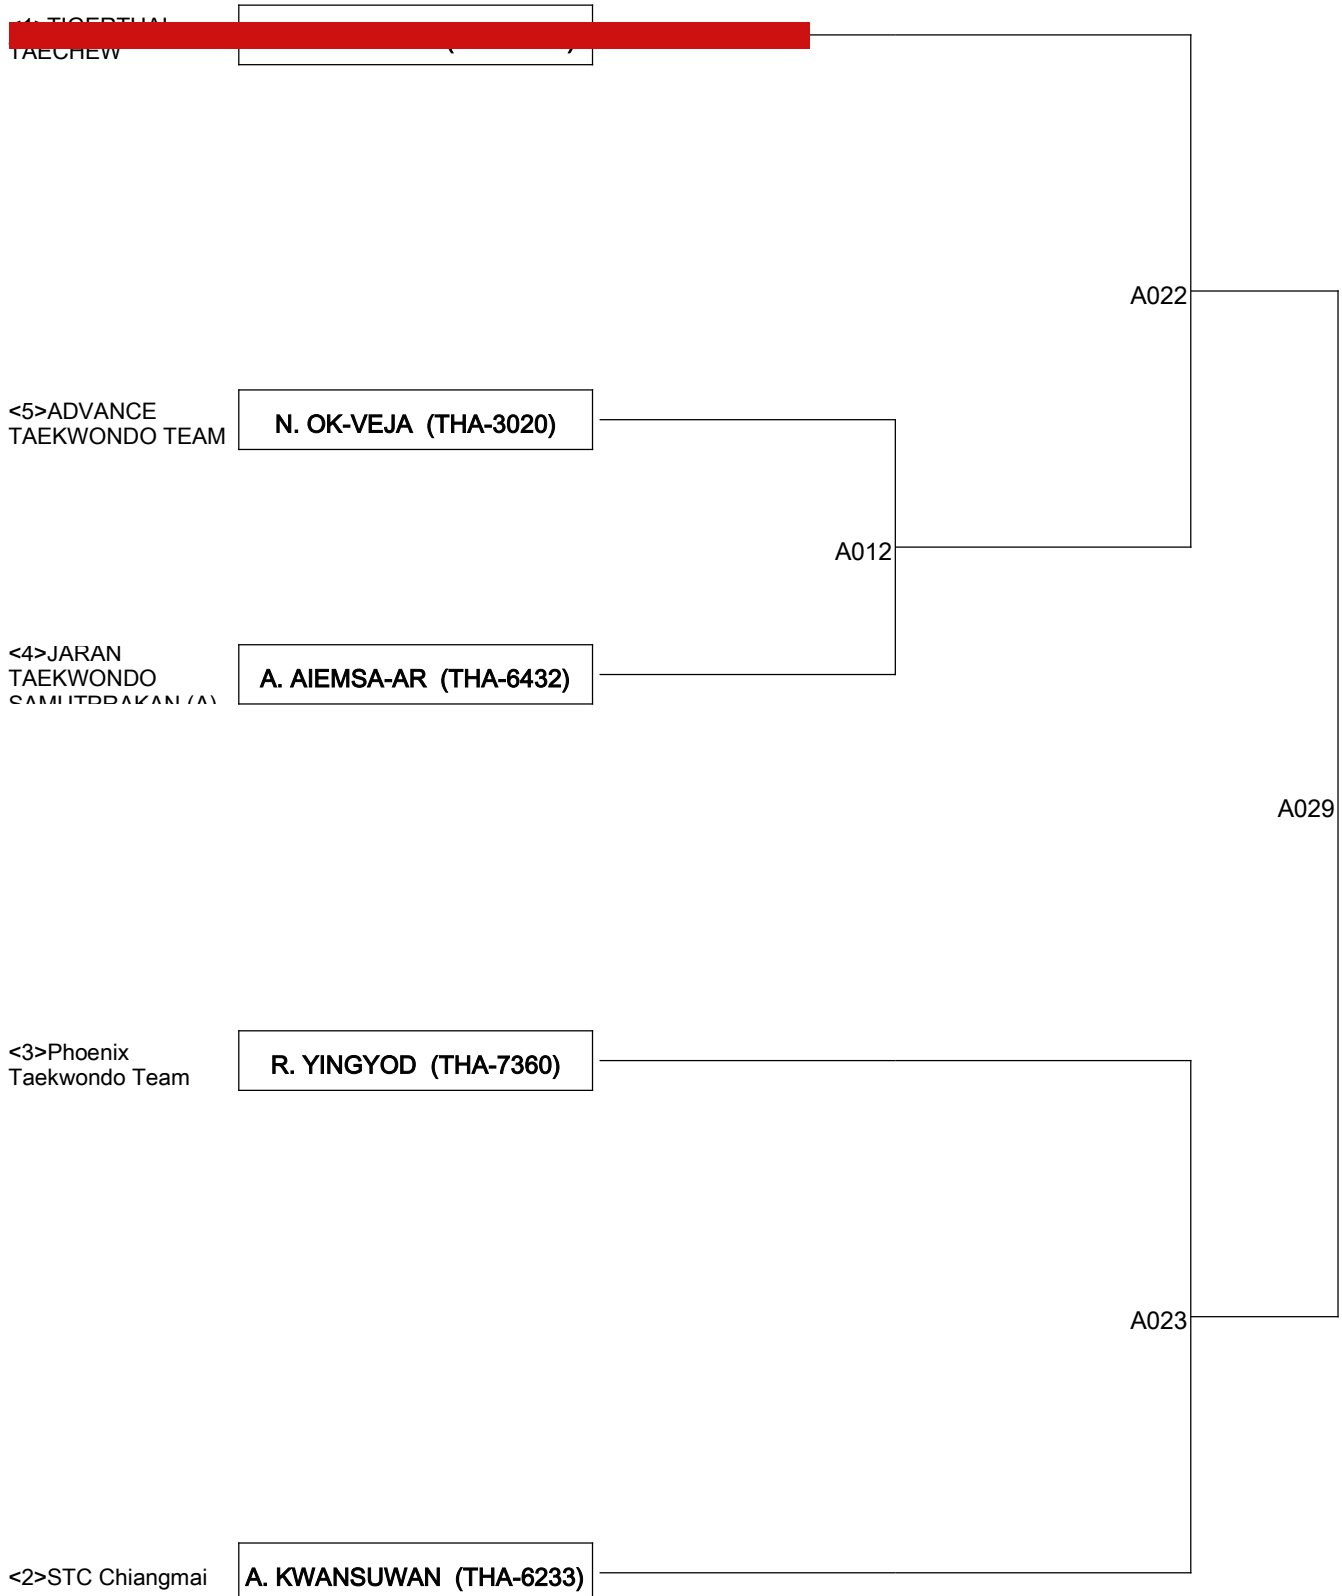 TAECHEW
A022
<5>ADVANCE
TAEKWONDO TEAM
N. OK-VEJA (THA-3020)
A012
<4>JARAN
TAEKWONDO
SAMUTPRAKAN (A)
A. AIEMSA-AR (THA-6432)
A029
<3>Phoenix
Taekwondo Team
R. YINGYOD (THA-7360)
A023
<2>STC Chiangmai
A. KWANSUWAN (THA-6233)